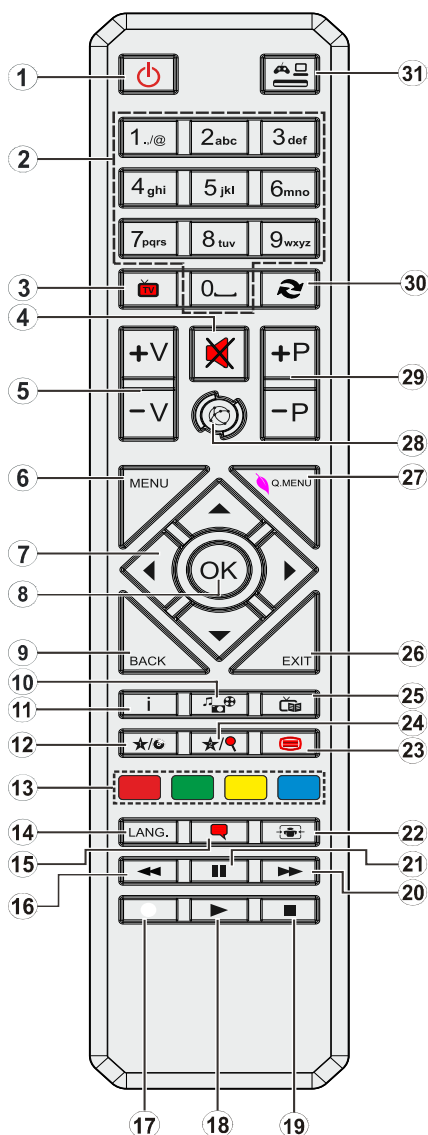 1 31
2 1../@ 2abc 3def
4ghi 5jkl 6mno
7pqrs 8tuv 9wxyz
3 TV 0 30
4
+V +P
5 29
-V -P
28
6 MENU Q.MENU 27
7
8 OK
9 BACK EXIT 26
10 25
11 i
24
12 23
13
14 LANG. 22
15 21
16 20
17 18 19